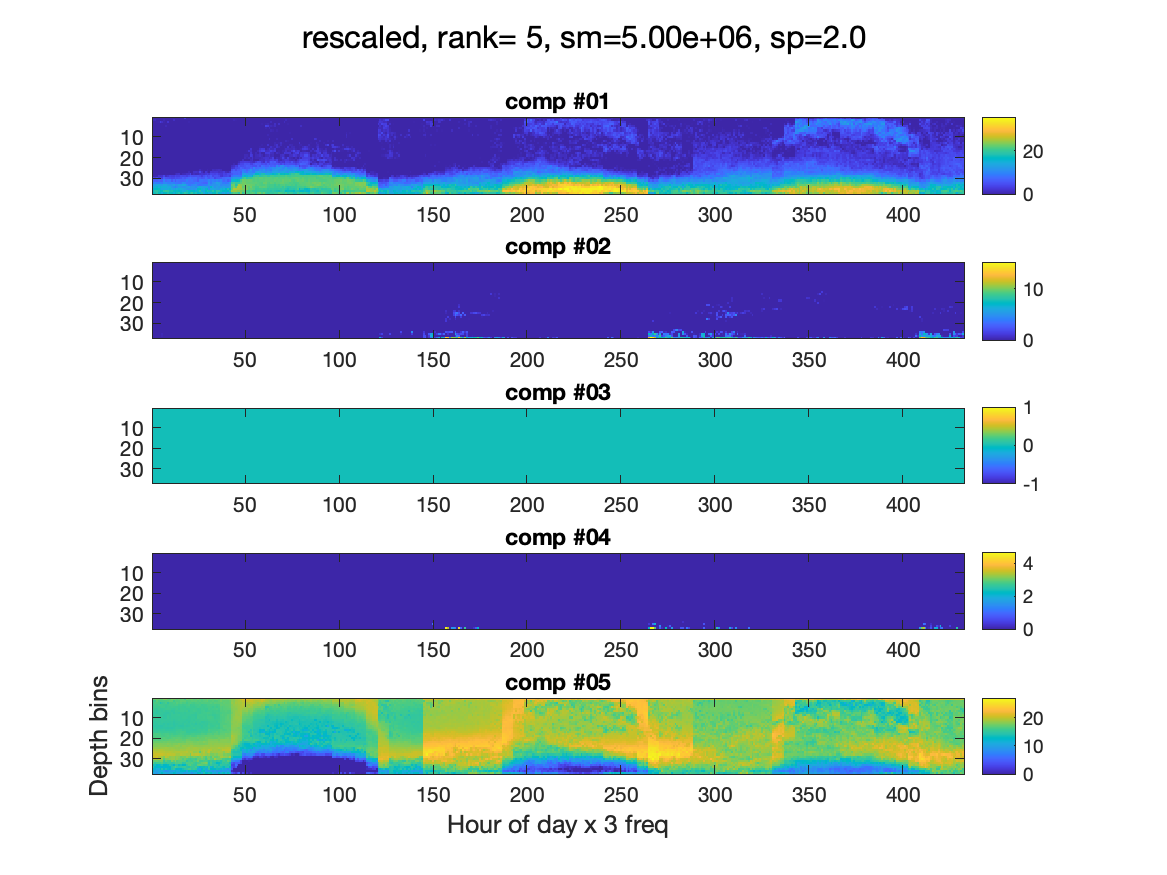 rescaled, rank= 5, sm=5.00e+06, sp=2.0
comp #01
10
20
30
50 100 150 200 250 300 350 400
20
0
comp #02
10
20
30
50 100 150 200 250 300 350 400
10
0
comp #03
10
20
30
50 100 150 200 250 300 350 400
1
0
-1
comp #04
10
20
30
50 100 150 200 250 300 350 400
4
2
0
comp #05
Depth bins
10
20
30
50 100 150 200 250 300 350 400
20
10
0
Hour of day x 3 freq